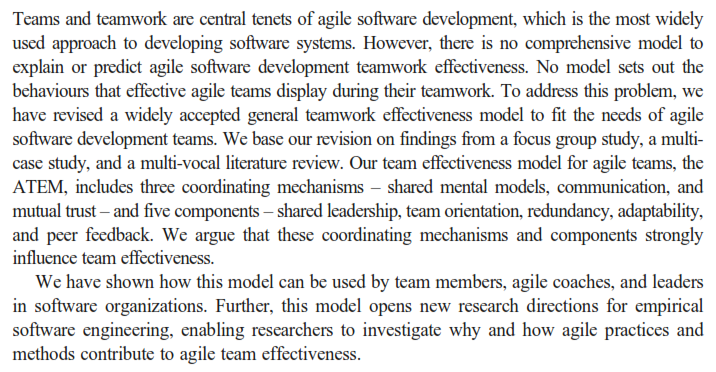 Teams and teamwork are central tenets of agile software development, which is the most widely
used approach to developing software systems. However, there is no comprehensive model to
explain or predict agile software development teamwork effectiveness. No model sets out the
behaviours that effective agile teams display during their teamwork. To address this problem, we
have revised a widely accepted general teamwork effectiveness model to fit the needs of agile
software development teams. We base our revision on findings from a focus group study, a multi-
case study, and a multi-vocal literature review. Our team effectiveness model for agile teams, the
ATEM, includes three coordinating mechanisms – shared mental models, communication, and
mutual trust – and five components – shared leadership, team orientation, redundancy, adaptability,
and peer feedback. We argue that these coordinating mechanisms and components strongly
influence team effectiveness.
We have shown how this model can be used by team members, agile coaches, and leaders
in software organizations. Further, this model opens new research directions for empirical
software engineering, enabling researchers to investigate why and how agile practices and
methods contribute to agile team effectiveness.